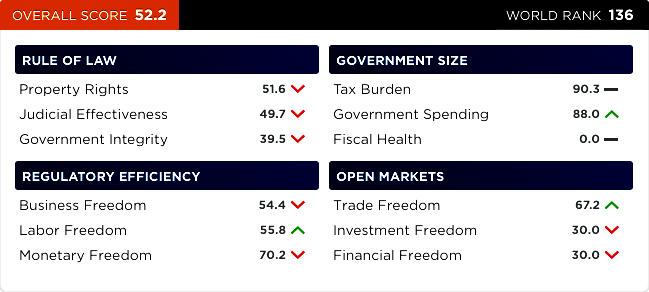 OVERALL SCORE 52.2 WORLD RANK 136
RULE OF LAW
Property Rights 51.6
Judicial Effectiveness 49.7
Government Integrity 39.5
GOVERNMENT SIZE
Tax Burden 90.3
Government Spending 88.0
Fiscal Health 0.0
REGULATORY EFFICIENCY
Business Freedom 54.4
Labor Freedom 55.8
Monetary Freedom 70.2
OPEN MARKETS
Trade Freedom 67.2
Investment Freedom 30.0
Financial Freedom 30.0